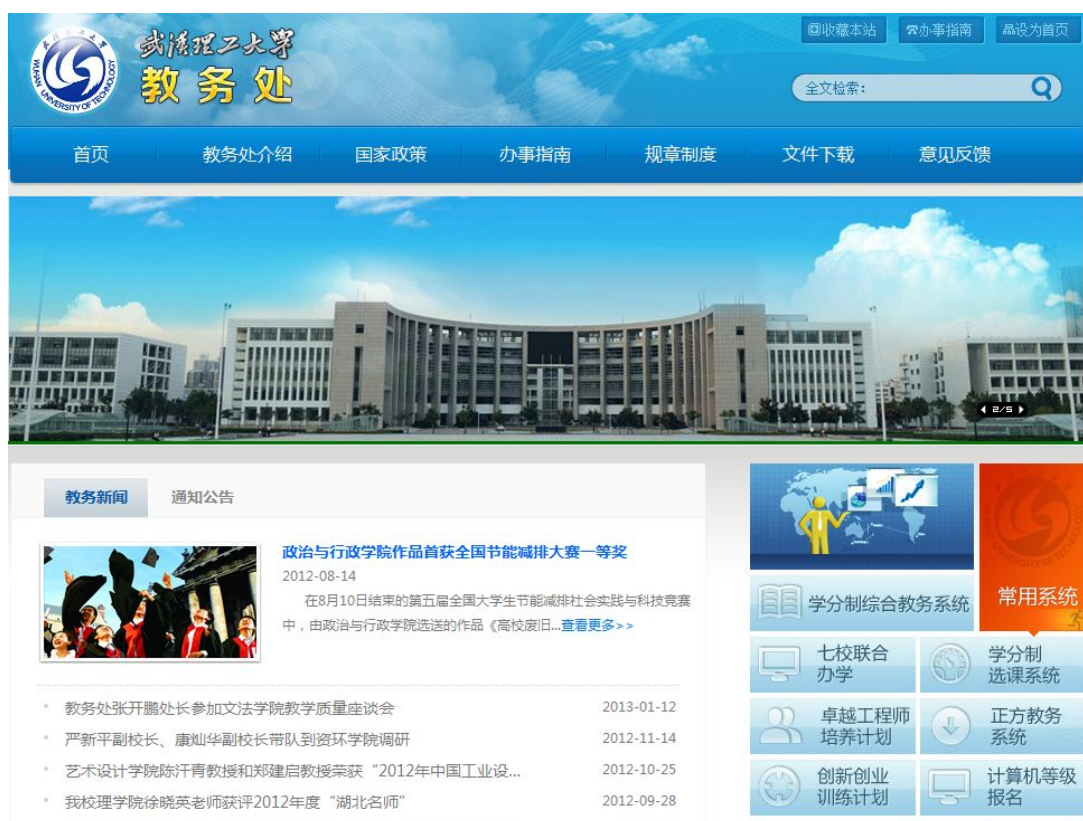 收藏本站 办事指南 设为首页
武汉理工大学
教务处
WUHAN UNIVERSITY OF TECHNOLOGY
全文检索：
首页 教务处介绍 国家政策 办事指南 规章制度 文件下载 意见反馈
2/5
教务新闻 通知公告
政治与行政学院作品首获全国节能减排大赛一等奖
2012-08-14
在8月10日结束的第五届全国大学生节能减排社会实践与科技竞赛
中，由政治与行政学院选送的作品《高校废旧...查看更多>>
教务处张开鹏处长参加文法学院教学质量座谈会 2013-01-12
严新平副校长、康灿华副校长带队到资环学院调研 2012-11-14
艺术设计学院陈汗青教授和郑建启教授荣获“2012年中国工业设... 2012-10-25
我校理学院徐晓英老师获评2012年度“湖北名师” 2012-09-28
学分制综合教务系统
常用系统
七校联合
办学
学分制
选课系统
卓越工程师
培养计划
正方教务
系统
创新创业
训练计划
计算机等级
报名